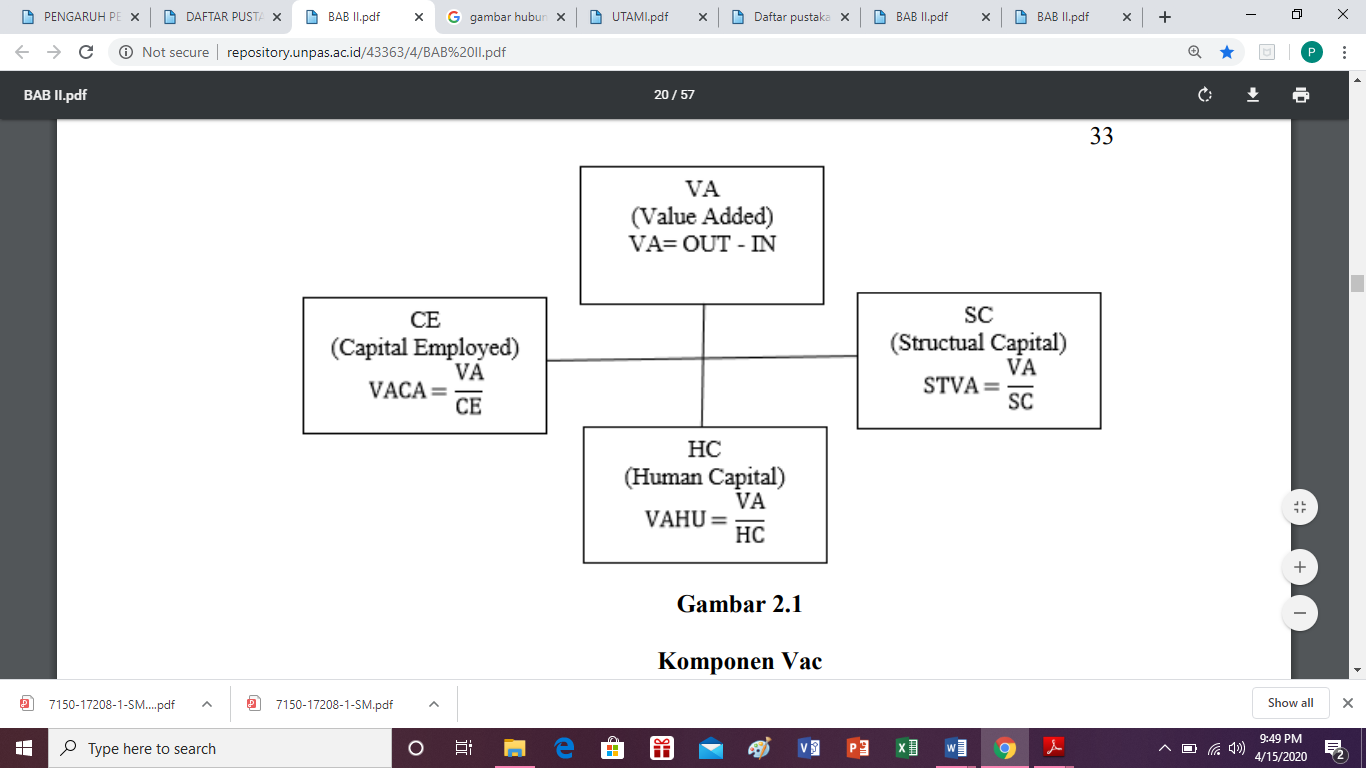 PENGARUH PE
DAFTAR PUSTA
BAB II.pdf
gambar hubun
UTAMI.pdf
Daftar pustaka
BAB II.pdf
BAB II.pdf
Not secure
repository.unpas.ac.id/43363/4/BAB%20II.pdf
P
BAB II.pdf
20 / 57
33
VA
(Value Added)
VA= OUT - IN
CE
(Capital Employed)
VACA = VA/CE
SC
(Structual Capital)
STVA = VA/SC
HC
(Human Capital)
VAHU = VA/HC
Gambar 2.1
Komponen Vac
7150-17208-1-SM....pdf
7150-17208-1-SM.pdf
Show all
Type here to search
9:49 PM
4/15/2020
2